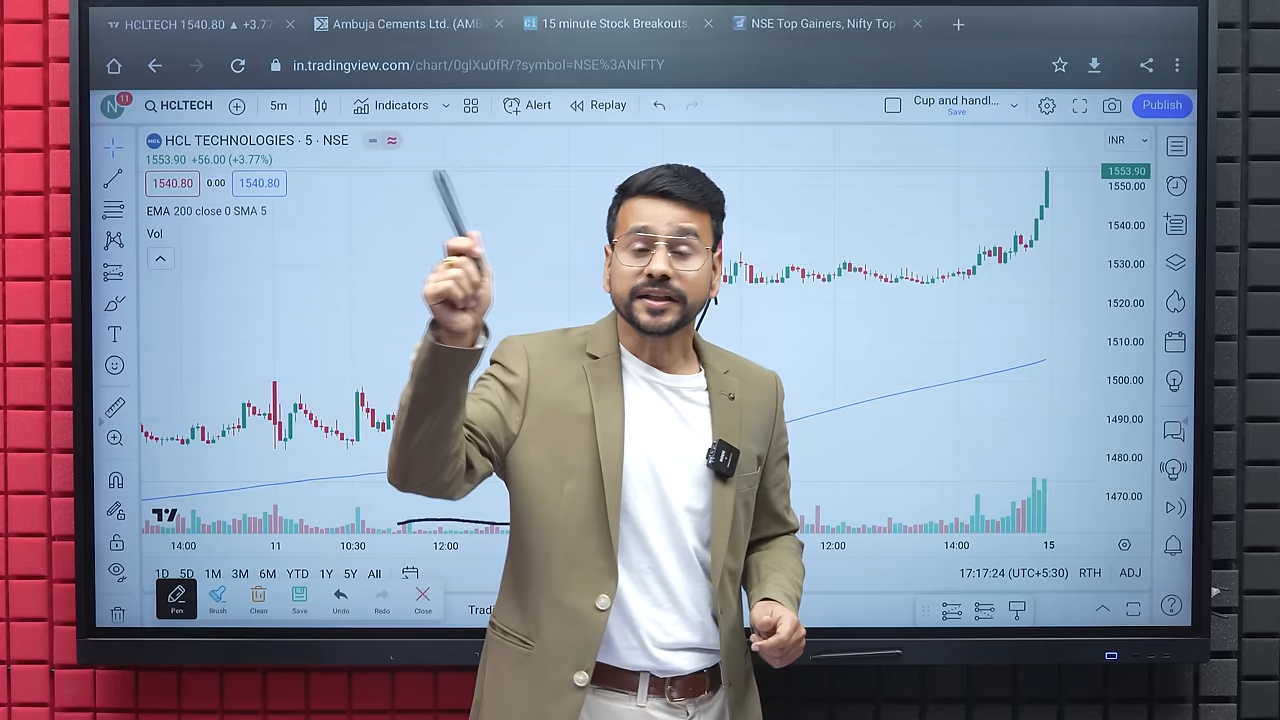 HCLTECH 1540.80 ▲ +3.77
Ambuja Cements Ltd. (AMB
Ci 15 minute Stock Breakouts,
NSE Top Gainers, Nifty Top
in.tradingview.com/chart/0glXu0fR/?symbol=NSE%3ANIFTY
N 11 HCLTECH 5m Indicators Alert Replay Cup and handl... Publish
Save
HCL HCL TECHNOLOGIES · 5 · NSE
INR
1553.90 +56.00 (+3.77%)
1540.80 0.00 1540.80
EMA 200 close 0 SMA 5
Vol
1553.90
1550.00
1540.00
1530.00
1520.00
1510.00
1500.00
1490.00
1480.00
1470.00
14:00 11 10:30 12:00 12:00 14:00 15
1D 5D 1M 3M 6M YTD 1Y 5Y All
17:17:24 (UTC+5:30) RTH ADJ
Pen Brush Clean Save Undo Redo Close
Tradi